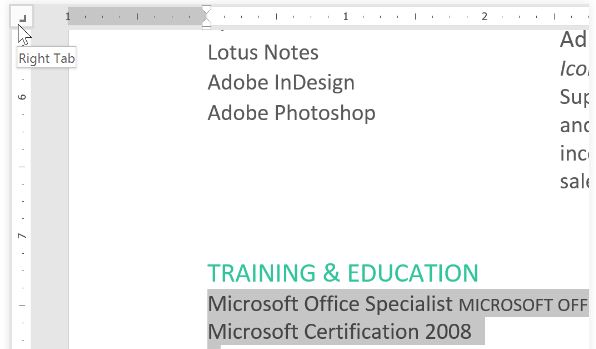 1 1 2
Right Tab
6
7
Lotus Notes
Adobe InDesign
Adobe Photoshop
TRAINING & EDUCATION
Microsoft Office Specialist MICROSOFT OFF
Microsoft Certification 2008
Ad
Ico
Sup
and
inc
sale